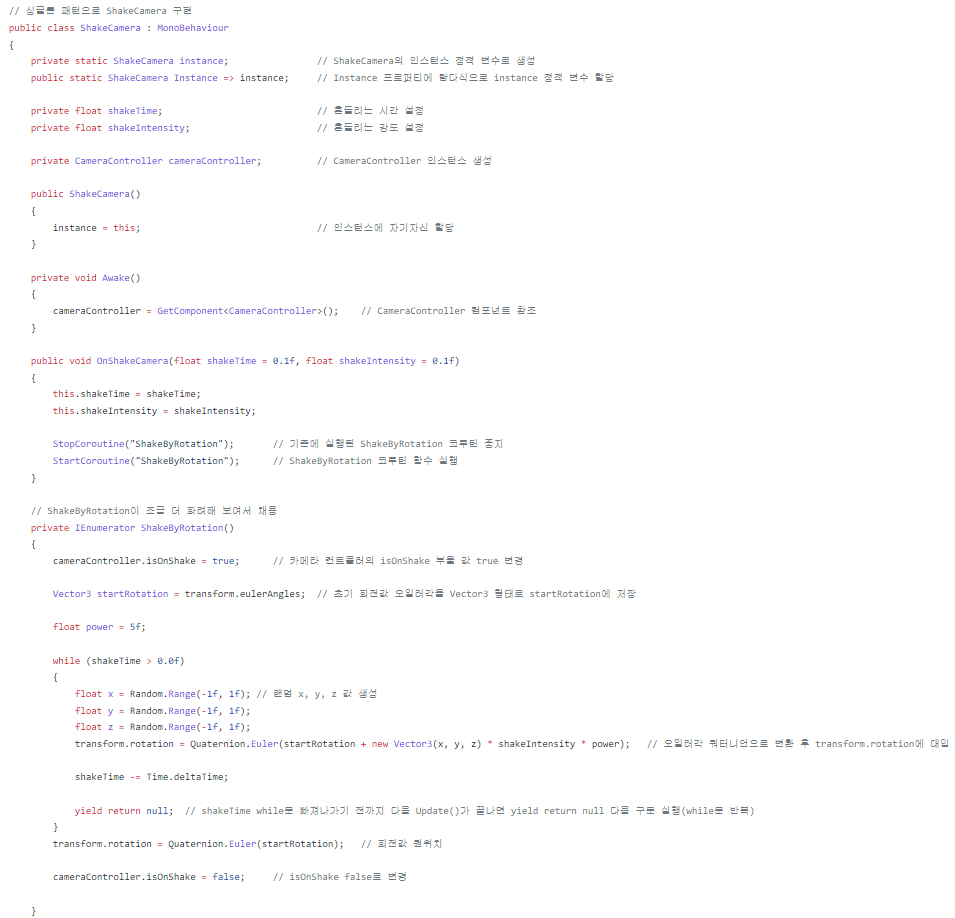 // 싱글톤 패턴으로 ShakeCamera 구현
public class ShakeCamera : MonoBehaviour
{
private static ShakeCamera instance; // ShakeCamera의 인스턴스 정적 변수로 생성
public static ShakeCamera Instance => instance; // Instance 프로퍼티에 람다식으로 instance 정적 변수 할당
private float shakeTime; // 흔들리는 시간 설정
private float shakeIntensity; // 흔들리는 강도 설정
private CameraController cameraController; // CameraController 인스턴스 생성
public ShakeCamera()
{
instance = this; // 인스턴스에 자기자신 할당
}
private void Awake()
{
cameraController = GetComponent<CameraController>(); // CameraController 컴포넌트 참조
}
public void OnShakeCamera(float shakeTime = 0.1f, float shakeIntensity = 0.1f)
{
this.shakeTime = shakeTime;
this.shakeIntensity = shakeIntensity;
StopCoroutine("ShakeByRotation"); // 기존에 실행된 ShakeByRotation 코루틴 중지
StartCoroutine("ShakeByRotation"); // ShakeByRotation 코루틴 함수 실행
}
// ShakeByRotation이 조금 더 화려해 보여서 채용
private IEnumerator ShakeByRotation()
{
cameraController.isOnShake = true; // 카메라 컨트롤러의 isOnShake 부울 값 true 변경
Vector3 startRotation = transform.eulerAngles; // 초기 회전값 오일러각을 Vector3 형태로 startRotation에 저장
float power = 5f;
while (shakeTime > 0.0f)
{
float x = Random.Range(-1f, 1f); // 랜덤 x, y, z 값 생성
float y = Random.Range(-1f, 1f);
float z = Random.Range(-1f, 1f);
transform.rotation = Quaternion.Euler(startRotation + new Vector3(x, y, z) * shakeIntensity * power); // 오일러각 쿼터니언으로 변환 후 transform.rotation에 대입
shakeTime -= Time.deltaTime;
yield return null; // shakeTime while문 빠져나가기 전까지 다음 Update()가 끝나면 yield return null 다음 구문 실행(while문 반복)
}
transform.rotation = Quaternion.Euler(startRotation); // 회전값 원위치
cameraController.isOnShake = false; // isOnShake false로 변경
}